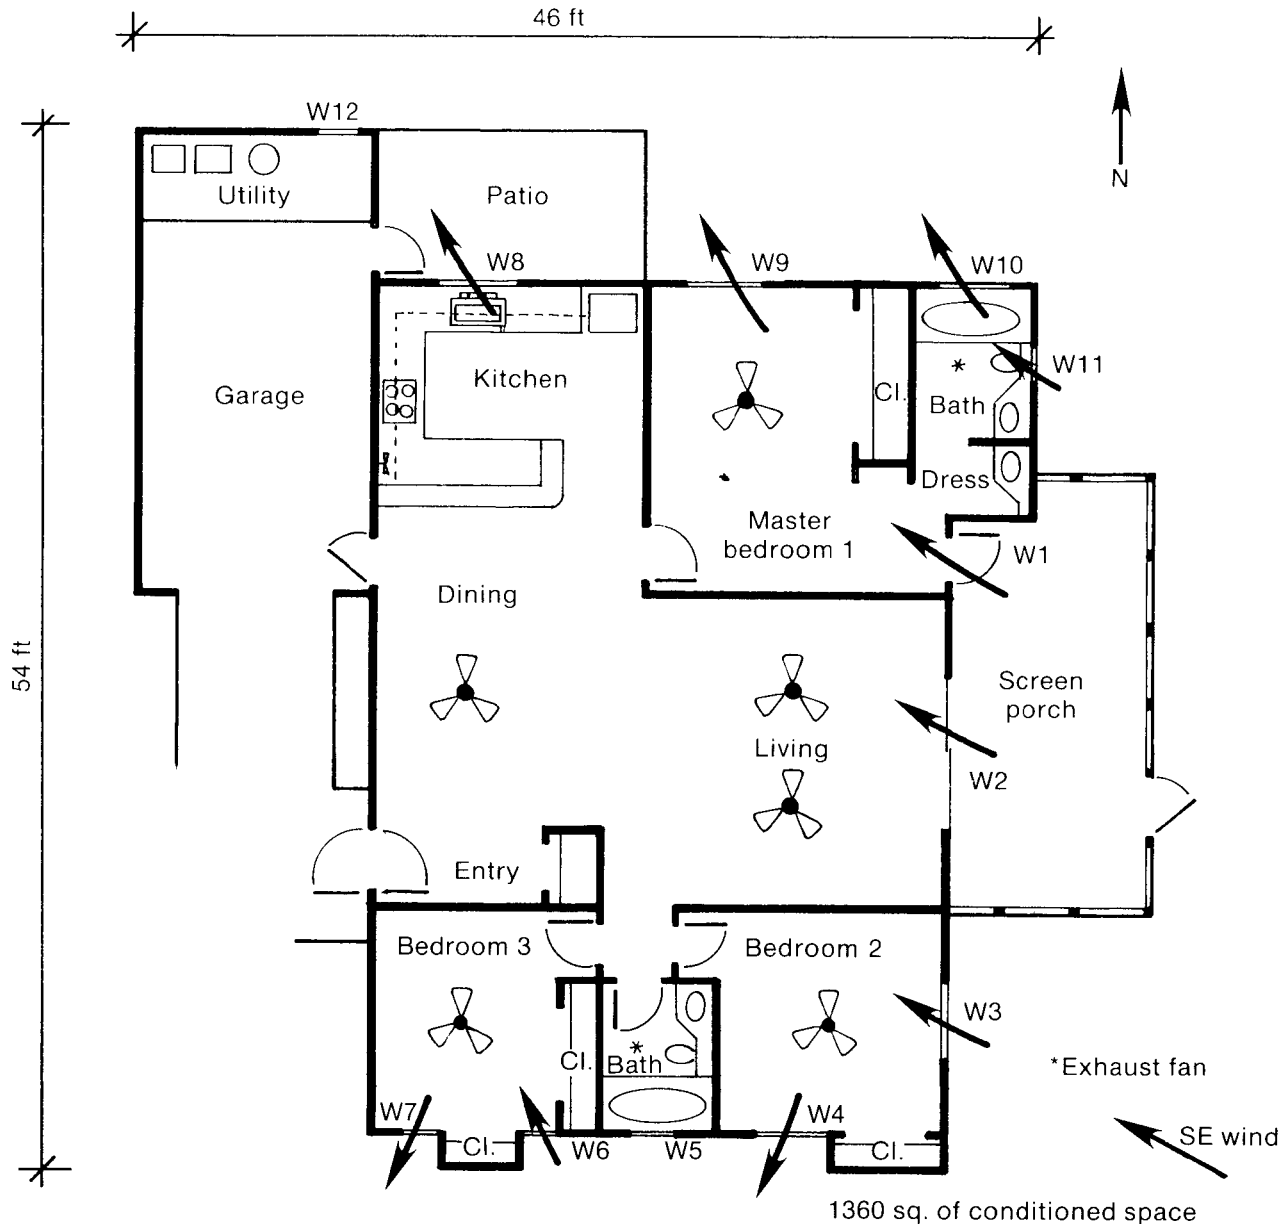 46 ft
W12
N
Utility
Patio
W8
W9
W10
W11
Garage
Kitchen
Cl.
*
Bath
Dress
Master
bedroom 1
W1
Dining
54 ft
Screen
porch
Living
W2
Entry
Bedroom 3
Bedroom 2
W3
*
Cl.
Bath
*Exhaust fan
W7
W4
Cl.
W6
W5
Cl.
SE wind
1360 sq. of conditioned space